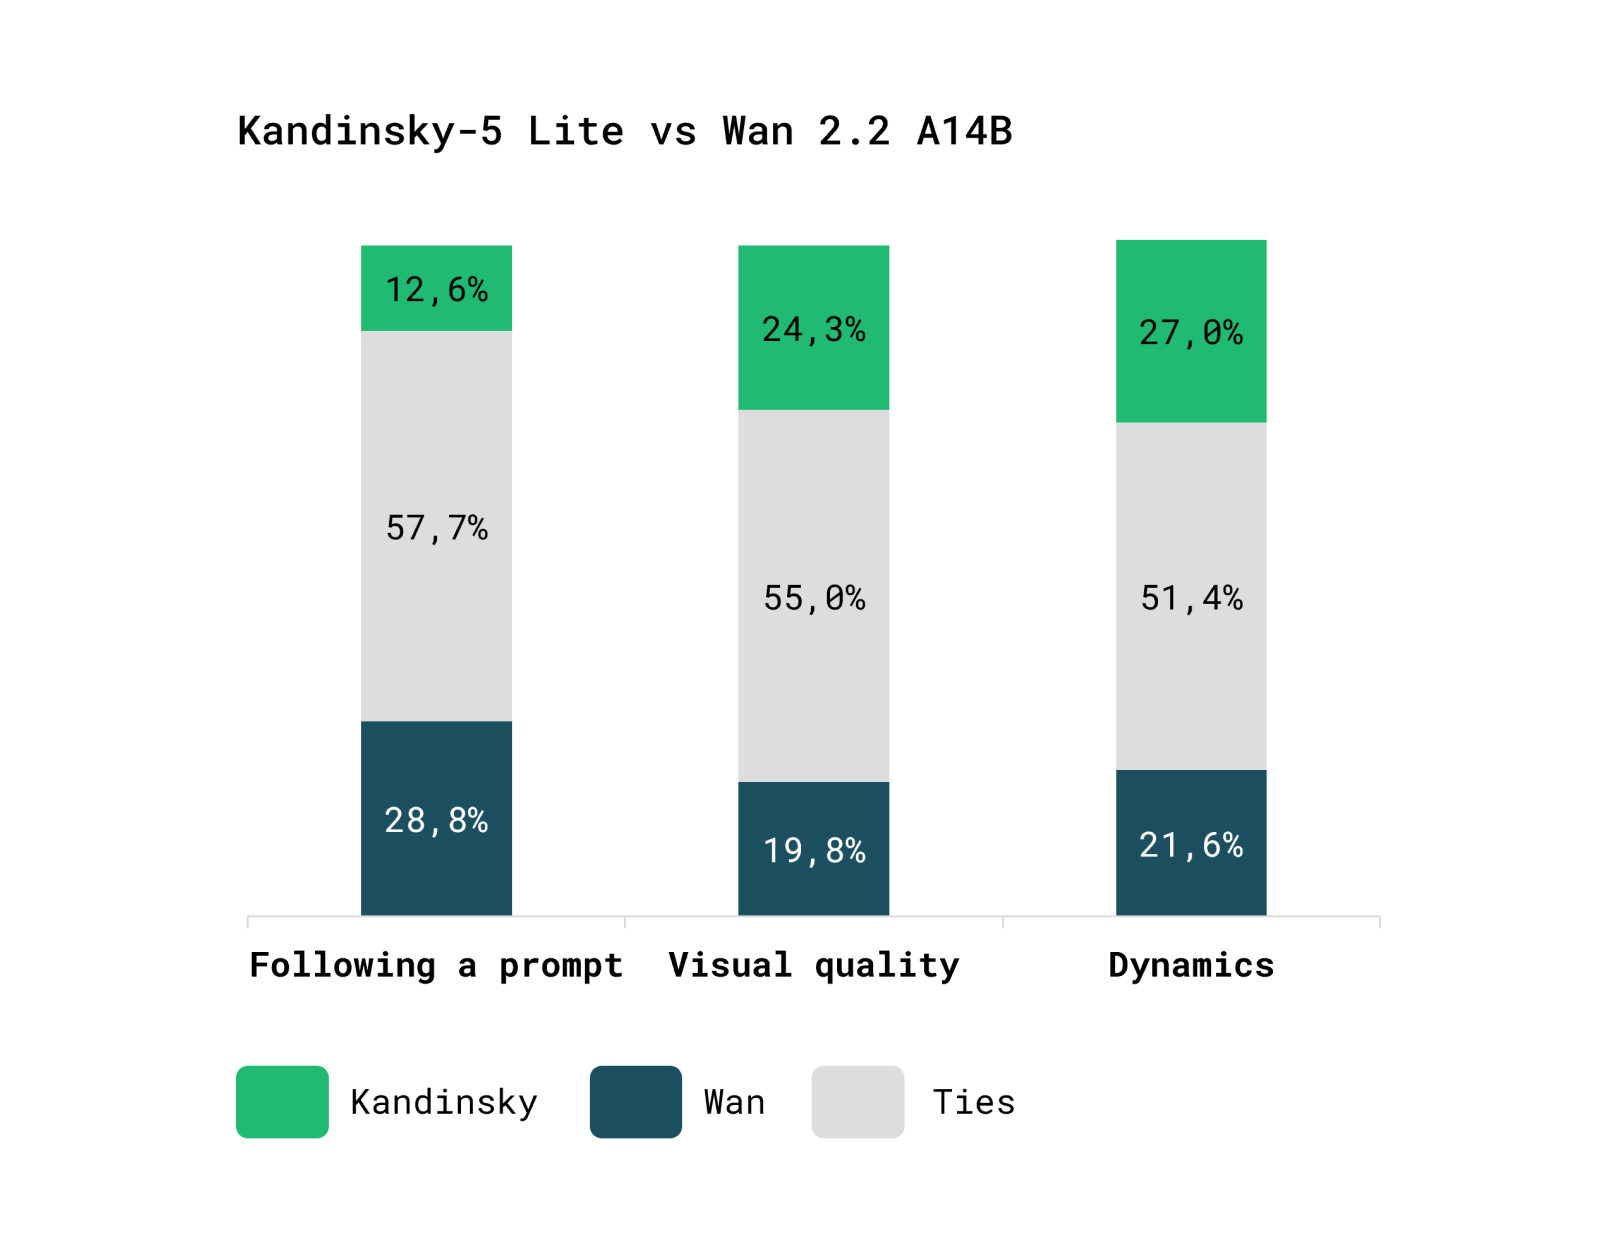 Kandinsky-5 Lite vs Wan 2.2 A14B
12,6%
24,3%
27,0%
57,7%
55,0%
51,4%
28,8%
19,8%
21,6%
Following a prompt
Visual quality
Dynamics
Kandinsky
Wan
Ties